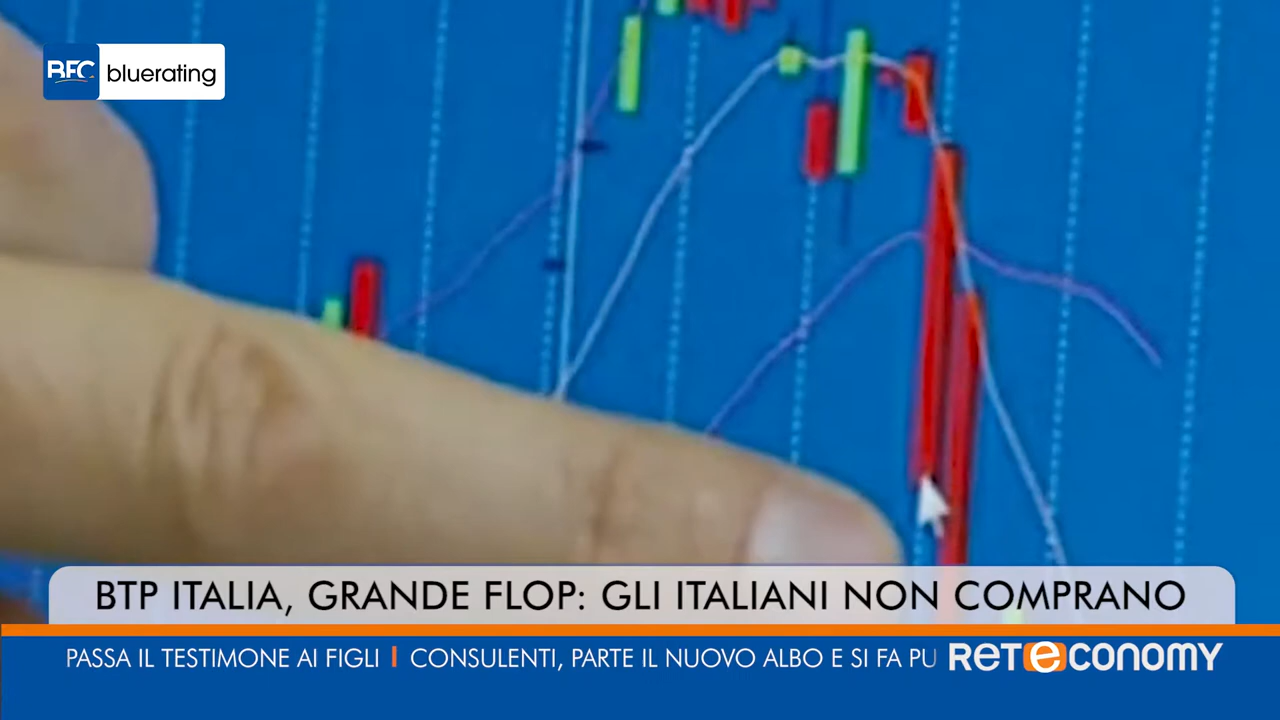 BFC bluerating
BTP ITALIA, GRANDE FLOP: GLI ITALIANI NON COMPRANO
PASSA IL TESTIMONE AI FIGLI | CONSULENTI, PARTE IL NUOVO ALBO E SI FA PU
RETECONOMY